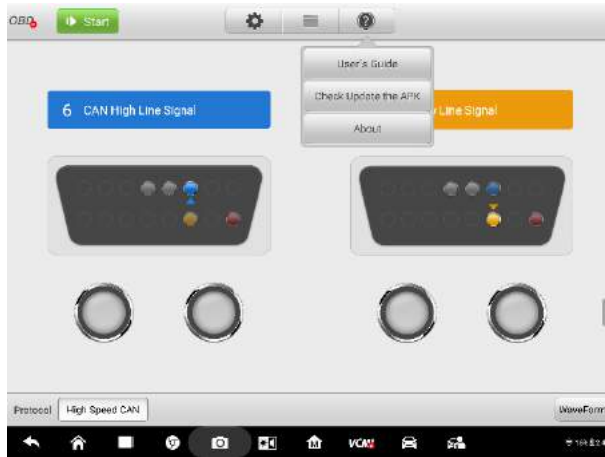 OBD
Start
User's Guide
Check Update the APK
About
6 CAN High Line Signal
Line Signal
Protocol
High Speed CAN
WaveForm
M
VCMI